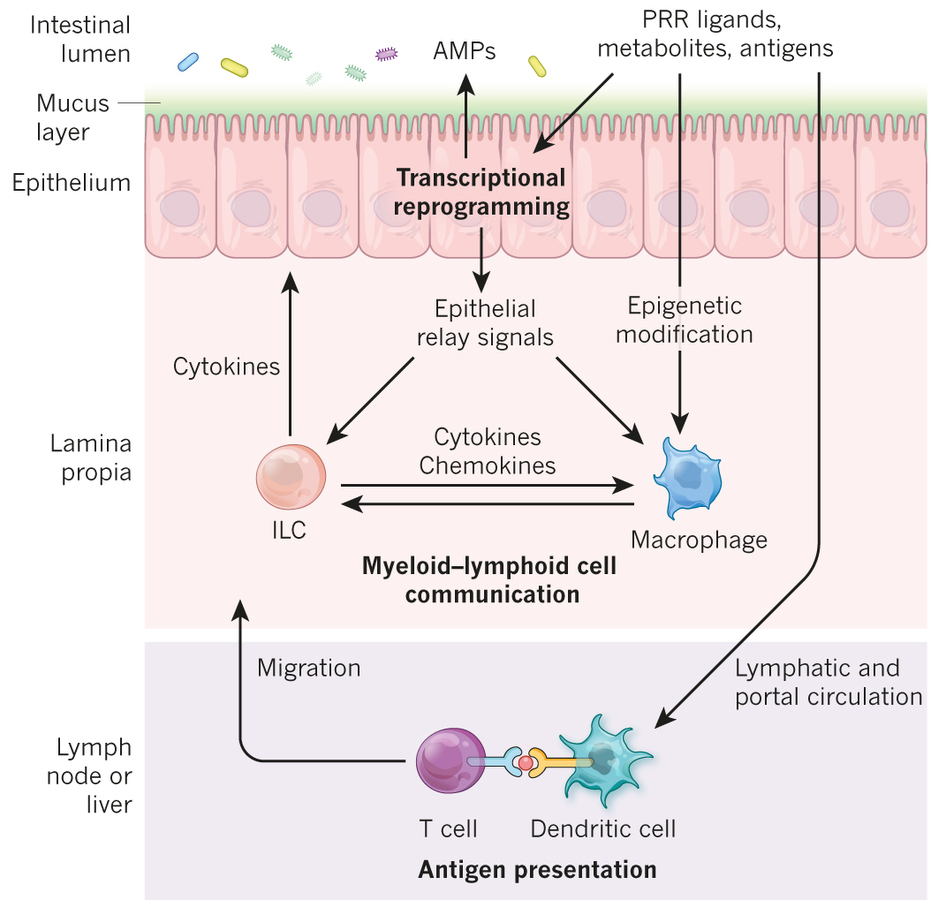 Intestinal
lumen
AMPs
PRR ligands,
metabolites, antigens
Mucus
layer
Epithelium
Transcriptional
reprogramming
Epithelial
relay signals
Epigenetic
modification
Cytokines
Lamina
propia
Cytokines
Chemokines
ILC
Macrophage
Myeloid–lymphoid cell
communication
Migration
Lymphatic and
portal circulation
Lymph
node or
liver
T cell
Dendritic cell
Antigen presentation